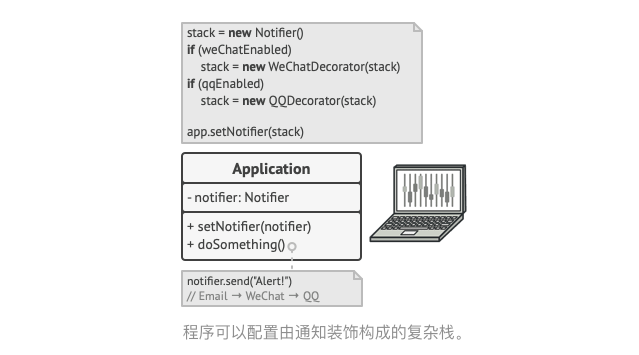 stack = new Notifier()
if (weChatEnabled)
stack = new WeChatDecorator(stack)
if (qqEnabled)
stack = new QQDecorator(stack)
app.setNotifier(stack)
Application
- notifier: Notifier
+ setNotifier(notifier)
+ doSomething()
notifier.send("Alert!")
// Email → WeChat → QQ
程序可以配置由通知装饰构成的复杂栈。